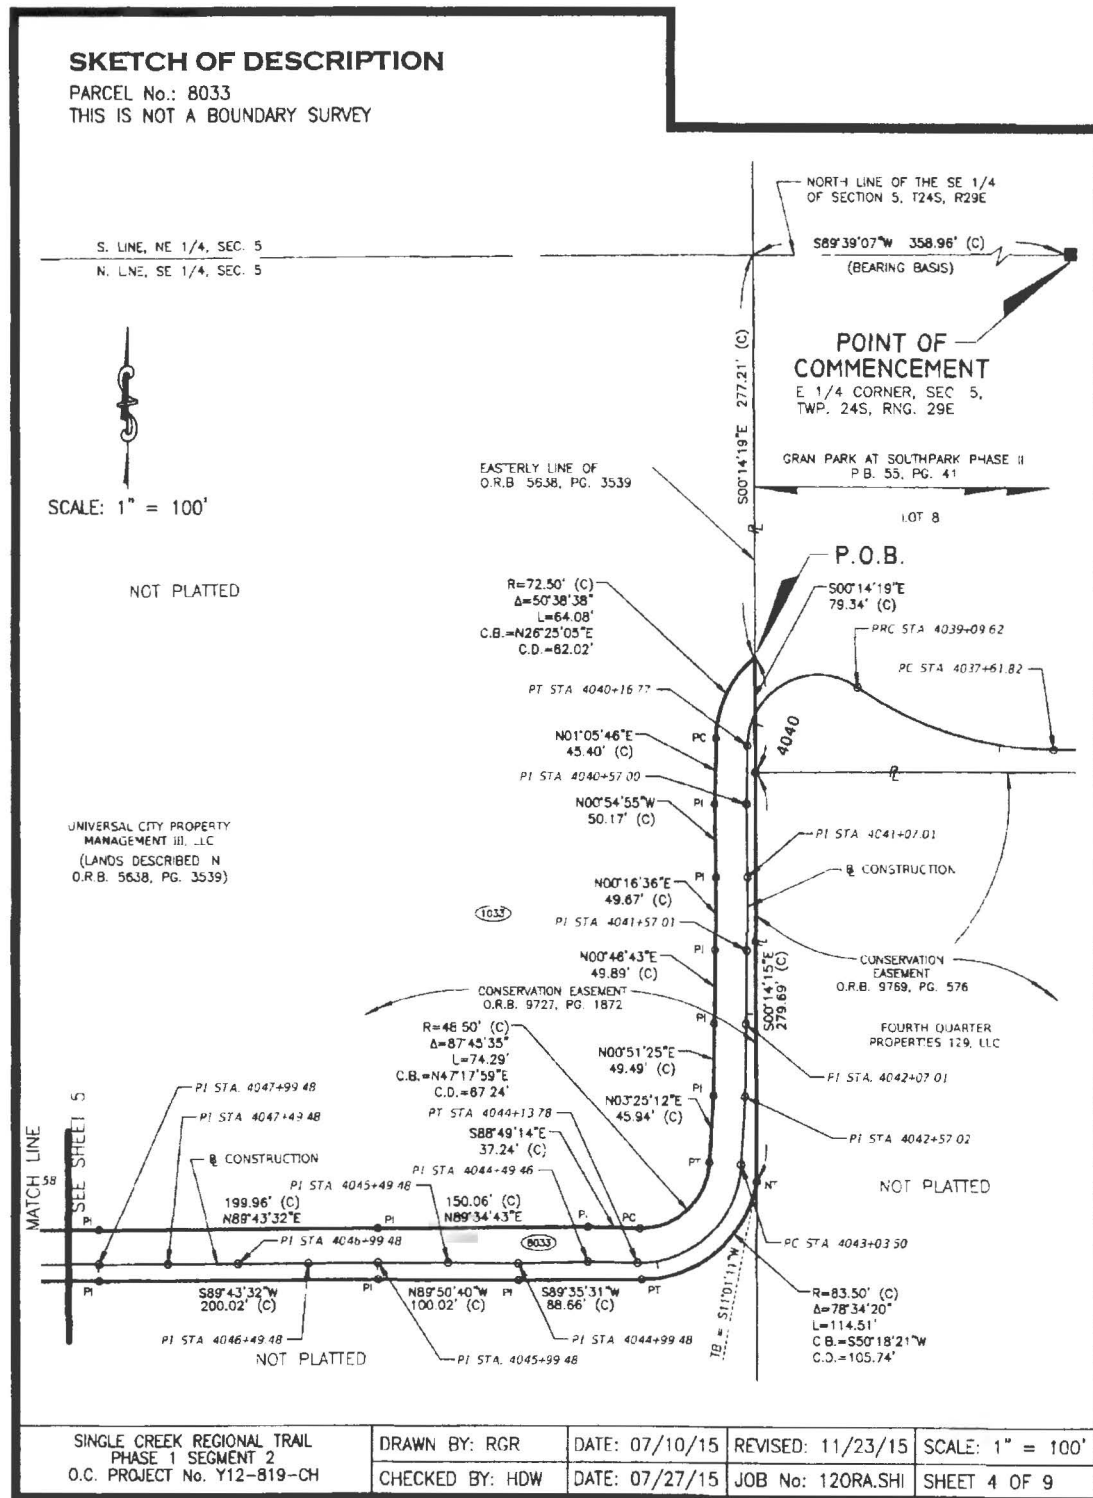 SKETCH OF DESCRIPTION
PARCEL No.: 8033
THIS IS NOT A BOUNDARY SURVEY
NORTH LINE OF THE SE 1/4
OF SECTION 5, T24S, R29E
S. LINE, NE 1/4, SEC. 5
N. LINE, SE 1/4, SEC. 5
S89°39'07"W 358.96' (C)
(BEARING BASIS)
POINT OF
COMMENCEMENT
E 1/4 CORNER, SEC 5,
TWP. 24S, RNG. 29E
S00°14'19"E 277.21' (C)
SCALE: 1" = 100'
EASTERLY LINE OF
O.R.B 5638, PG. 3539
GRAN PARK AT SOUTHPARK PHASE II
P.B. 55, PG. 41
LOT 8
NOT PLATTED
P.O.B.
R=72.50' (C)
Δ=50°38'38"
L=64.08'
C.B.=N26°25'05"E
C.D.=62.02'
S00°14'19"E
79.34' (C)
PRC STA 4039+09.62
PC STA 4037+61.82
PT STA 4040+16.77
N01°05'46"E
45.40' (C)
PC
4040
PI STA 4040+57.00
N00°54'55"W
50.17' (C)
PI
UNIVERSAL CITY PROPERTY
MANAGEMENT III, LLC
(LANDS DESCRIBED N
O.R.B. 5638, PG. 3539)
PI STA 4041+07.01
CONSTRUCTION
N00°16'36"E
49.67' (C)
PI
1033
PI STA 4041+57.01
N00°46'43"E
49.89' (C)
PI
S00°14'15"E
279.69' (C)
CONSERVATION
EASEMENT
O.R.B. 9769, PG. 576
CONSERVATION EASEMENT
O.R.B. 9727, PG. 1872
R=48.50' (C)
Δ=87°45'35"
L=74.29'
C.B.=N47°17'59"E
C.D.=67.24'
PI
FOURTH QUARTER
PROPERTIES 129, LLC
N00°51'25"E
49.49' (C)
PI STA. 4042+07.01
PI STA. 4047+99.48
N03°25'12"E
45.94' (C)
PI
PI STA. 4047+49.48
PT STA 4044+13.78
S88°49'14"E
37.24' (C)
PI STA 4042+57.02
MATCH LINE
SEE SHEET 5
58
CONSTRUCTION
PI STA 4044+49.46
PT
PI STA 4045+49.48
NT
NOT PLATTED
199.96' (C)
N89°43'32"E
150.06' (C)
N89°34'43"E
PI
PI
PC
PI STA 4046+99.48
8033
PC STA 4043+03.50
S89°43'32"W
200.02' (C)
N89°50'40"W
100.02' (C)
S89°35'31"W
88.66' (C)
PI
PI
PI
PT
TB = S11°01'11"W
R=83.50' (C)
Δ=78°34'20"
L=114.51'
C.B.=S50°18'21"W
C.D.=105.74'
PI STA 4046+49.48
PI STA 4044+99.48
NOT PLATTED
PI STA. 4045+99.48
SINGLE CREEK REGIONAL TRAIL
PHASE 1 SEGMENT 2
O.C. PROJECT No. Y12-819-CH
DRAWN BY: RGR
DATE: 07/10/15
REVISED: 11/23/15
SCALE: 1" = 100'
CHECKED BY: HDW
DATE: 07/27/15
JOB No: 120RA.SHI
SHEET 4 OF 9